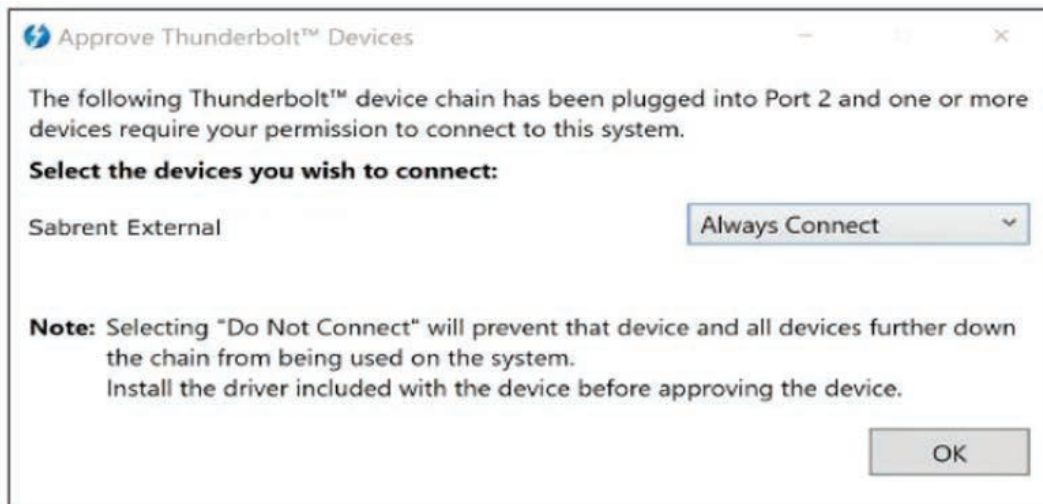 Approve Thunderbolt™ Devices
The following Thunderbolt™ device chain has been plugged into Port 2 and one or more
devices require your permission to connect to this system.
Select the devices you wish to connect:
Sabrent External
Always Connect
Note: Selecting "Do Not Connect" will prevent that device and all devices further down
the chain from being used on the system.
Install the driver included with the device before approving the device.
OK